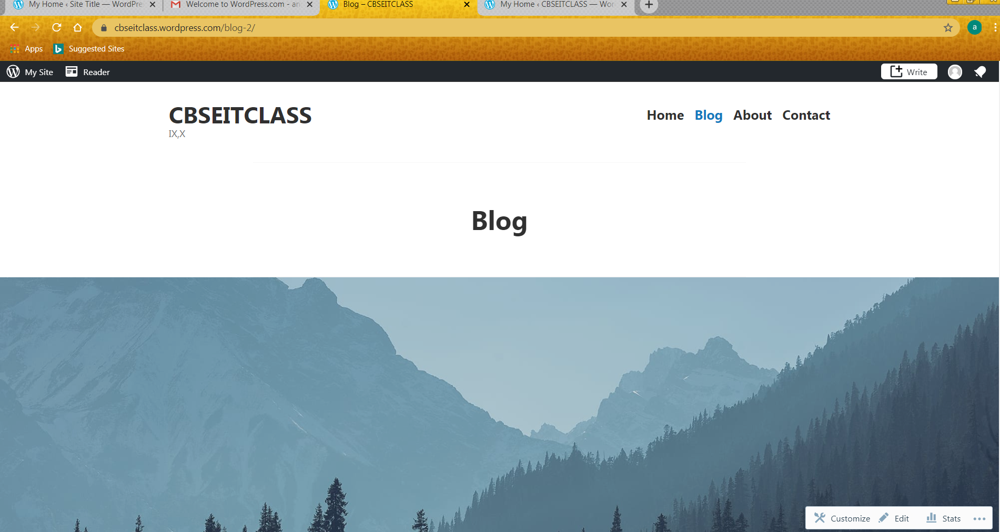 My Home ‹ Site Title — WordPre
Welcome to WordPress.com - an
Blog – CBSEITCLASS
My Home ‹ CBSEITCLASS — Wor
cbseitclass.wordpress.com/blog-2/
a
Apps
Suggested Sites
My Site
Reader
Write
CBSEITCLASS
IX,X
Home Blog About Contact
Blog
Customize Edit Stats